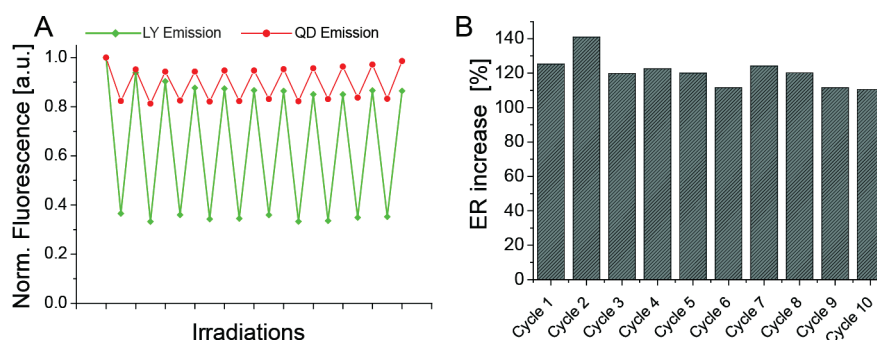 A
LY Emission
QD Emission
Norm. Fluorescence [a.u.]
1.0
0.8
0.6
0.4
0.2
0.0
Irradiations
B
ER increase [%]
140
120
100
80
60
40
20
0
Cycle 1
Cycle 2
Cycle 3
Cycle 4
Cycle 5
Cycle 6
Cycle 7
Cycle 8
Cycle 9
Cycle 10